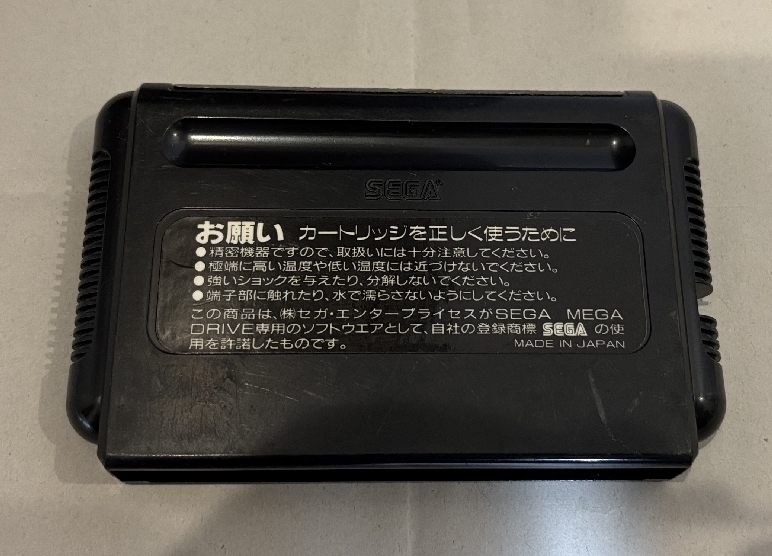 SEGA®
お願い カートリッジを正しく使うために
●精密機器ですので、取扱いには十分注意してください。
●極端に高い温度や低い温度には近づけないでください。
●強いショックを与えたり、分解しないでください。
●端子部に触れたり、水で濡らさないようにしてください。
この商品は、㈱セガ・エンタープライゼスがSEGA MEGA
DRIVE専用のソフトウエアとして、自社の登録商標 SEGA の使
用を許諾したものです。 MADE IN JAPAN